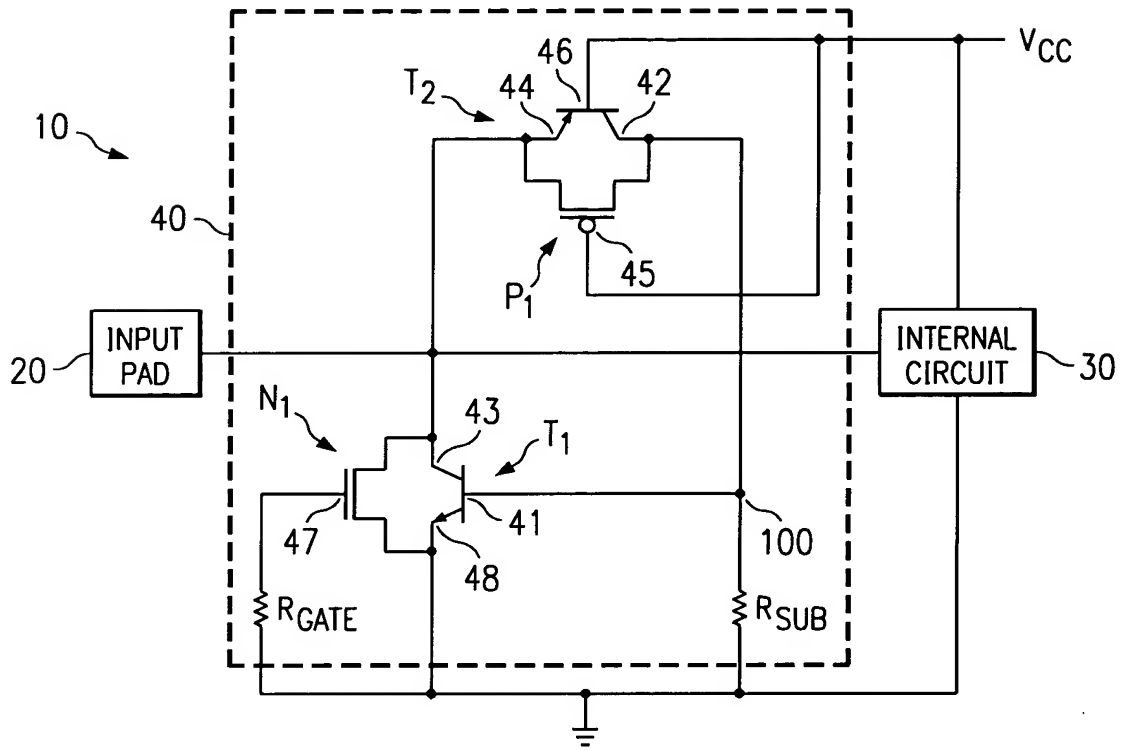 V_CC
46
T_2
44
42
10
40
P_1
45
INPUT
PAD
20
INTERNAL
CIRCUIT
30
N_1
43
T_1
47
41
48
100
R_GATE
R_SUB